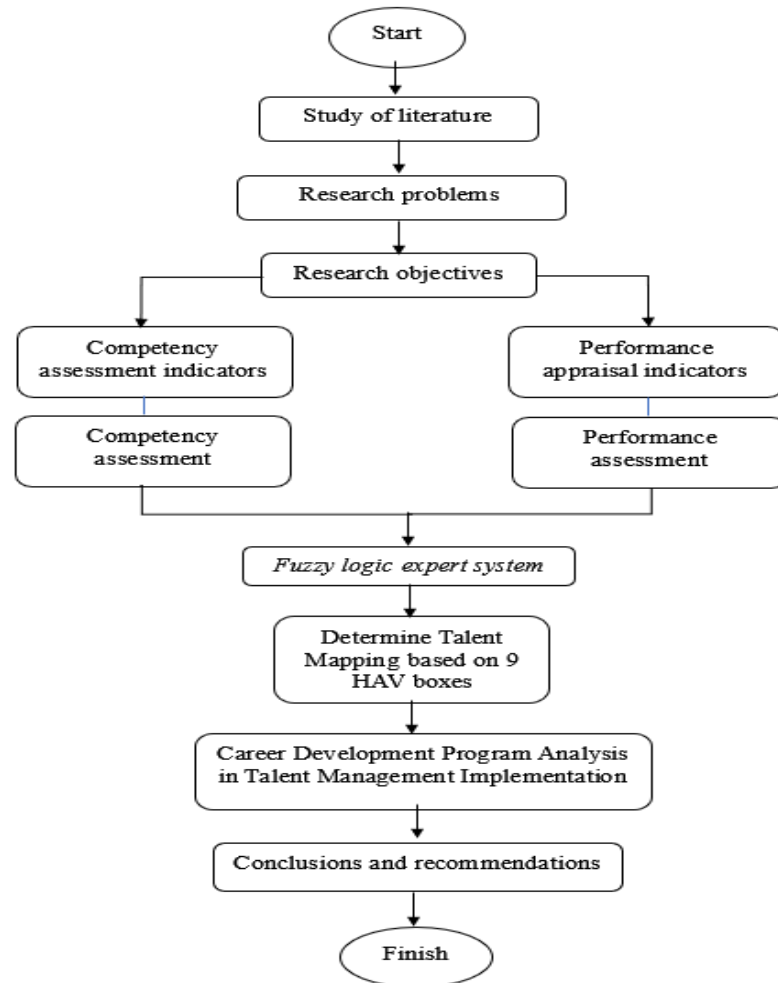 Start
Study of literature
Research problems
Research objectives
Competency
assessment indicators
Performance
appraisal indicators
Competency
assessment
Performance
assessment
Fuzzy logic expert system
Determine Talent
Mapping based on 9
HAV boxes
Career Development Program Analysis
in Talent Management Implementation
Conclusions and recommendations
Finish